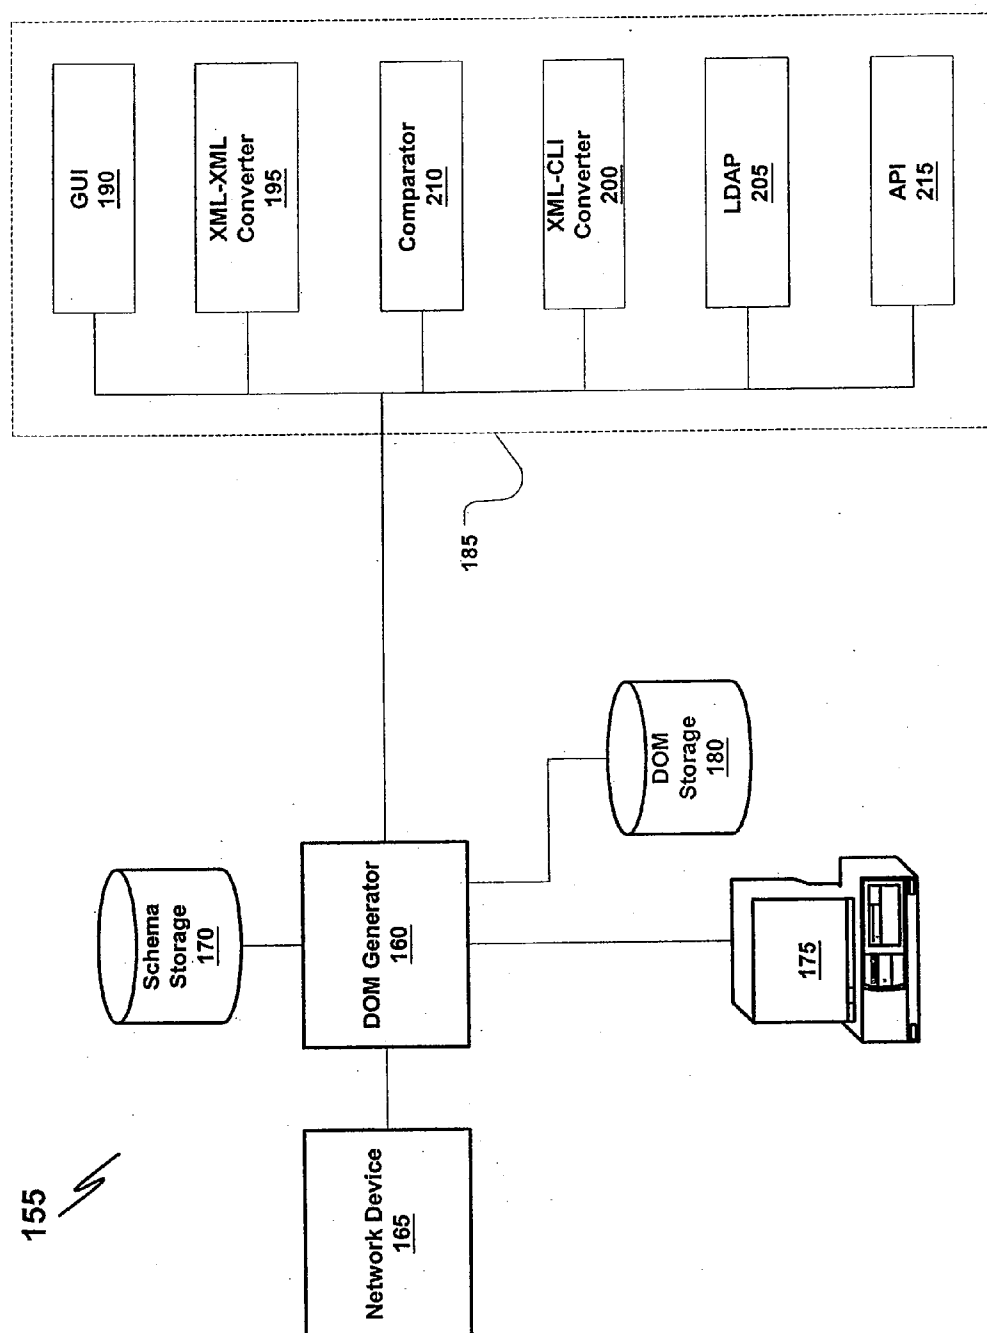 155
Network Device
165
Schema
Storage
170
DOM Generator
160
175
DOM
Storage
180
185
GUI
190
XML-XML
Converter
195
Comparator
210
XML-CLI
Converter
200
LDAP
205
API
215